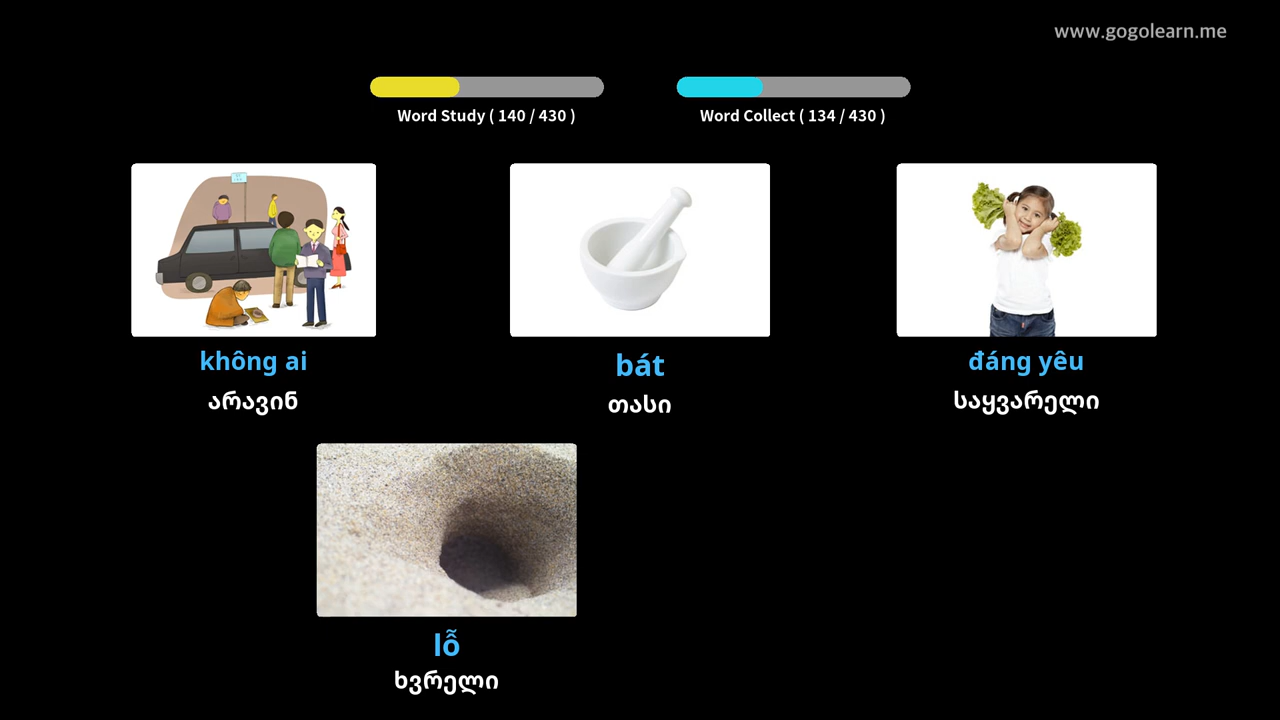 www.gogolearn.me
Word Study ( 140 / 430 )
Word Collect ( 134 / 430 )
không ai
bát
đáng yêu
არავინ
თასი
საყვარელი
lỗ
ხვრელი